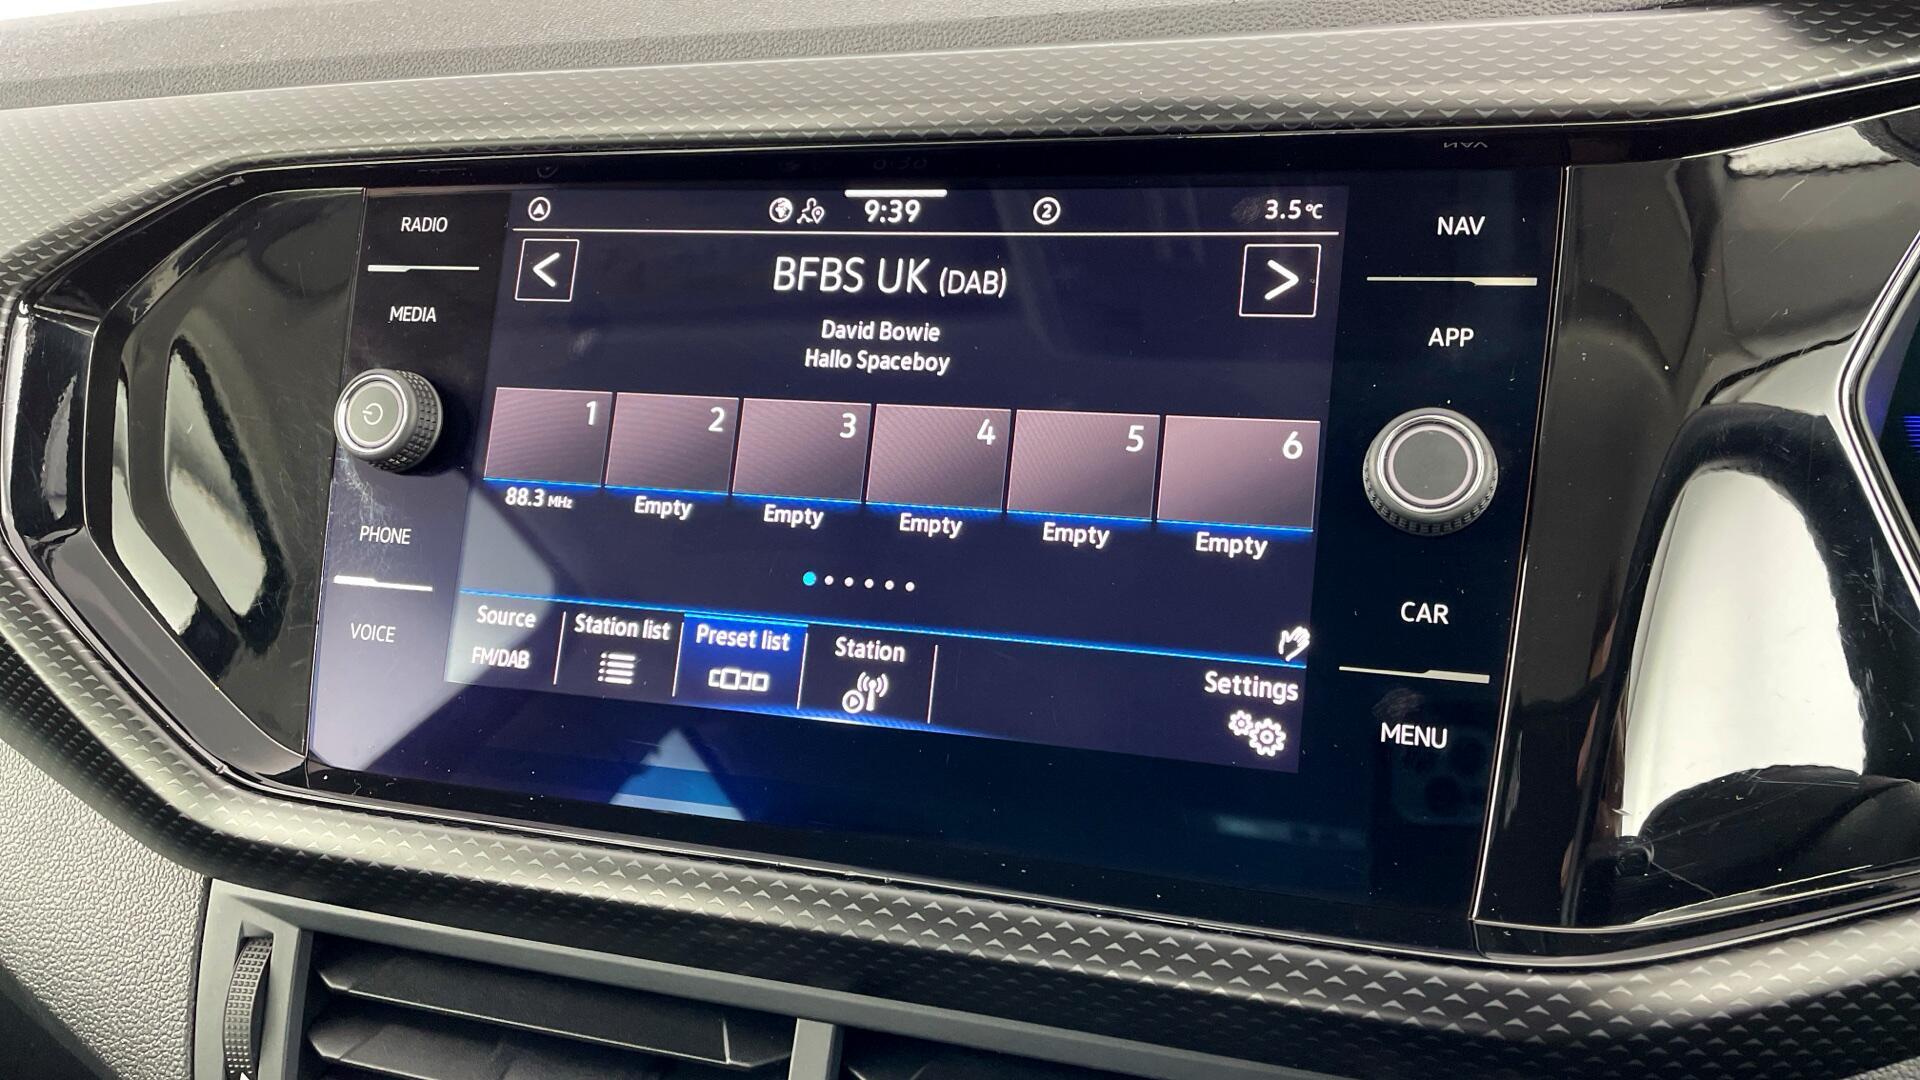 RADIO
MEDIA
PHONE
VOICE
A
9:39
2
3.5°C
<
BFBS UK (DAB)
>
David Bowie
Hallo Spaceboy
1 2 3 4 5 6
88.3 MHz Empty Empty Empty Empty Empty
Source Station list Preset list Station Settings
FM/DAB
NAV
APP
CAR
MENU